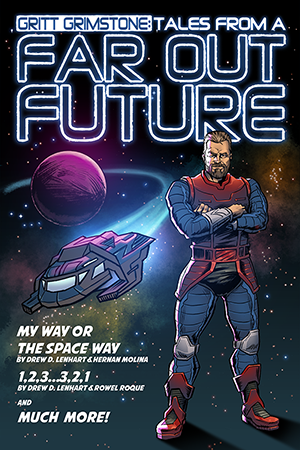 GRITT GRIMSTONE: TALES FROM A
FAR OUT
FUTURE
MY WAY OR
THE SPACE WAY
BY DREW D. LENHART & HERNAN MOLINA
1,2,3...3,2,1
BY DREW D. LENHART & ROWEL ROQUE
AND
MUCH MORE!